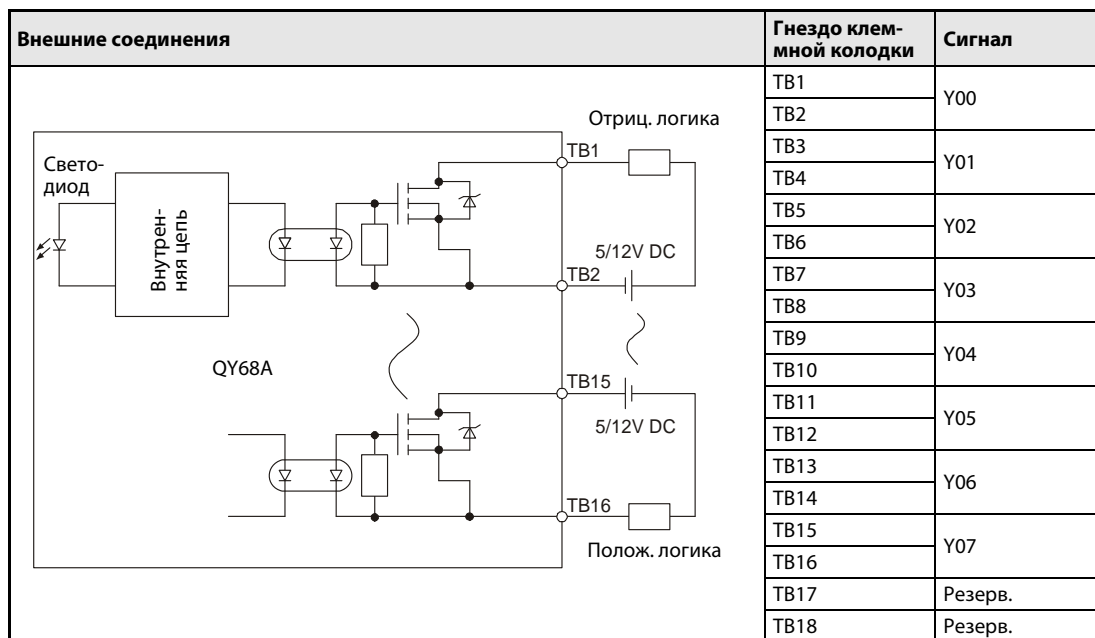 Внешние соединения
Гнездо клем-
мной колодки
Сигнал
Отриц. логика
TB1
Свето-
диод
Внутрен-
няя цепь
5/12V DC
TB2
QY68A
TB15
5/12V DC
TB16
Полож. логика
TB1
TB2
Y00
TB3
TB4
Y01
TB5
TB6
Y02
TB7
TB8
Y03
TB9
TB10
Y04
TB11
TB12
Y05
TB13
TB14
Y06
TB15
TB16
Y07
TB17
Резерв.
TB18
Резерв.